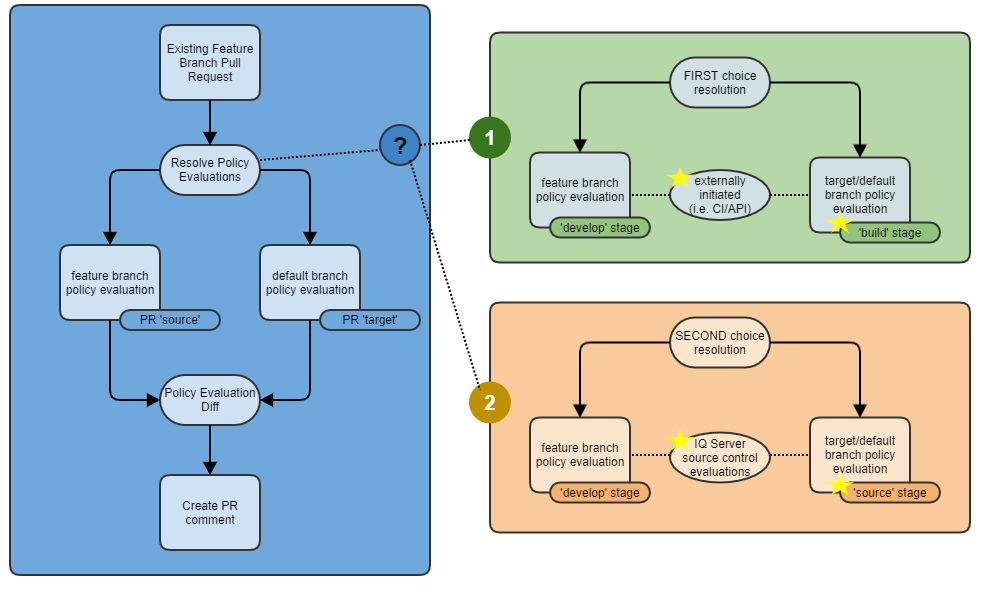 Existing Feature
Branch Pull
Request
Resolve Policy
Evaluations
?
feature branch
policy evaluation
PR 'source'
default branch
policy evaluation
PR 'target'
Policy Evaluation
Diff
Create PR
comment
1
FIRST choice
resolution
feature branch
policy evaluation
'develop' stage
externally
initiated
(i.e. CI/API)
target/default
branch policy
evaluation
'build' stage
2
SECOND choice
resolution
feature branch
policy evaluation
'develop' stage
IQ Server
source control
evaluations
target/default
branch policy
evaluation
'source' stage